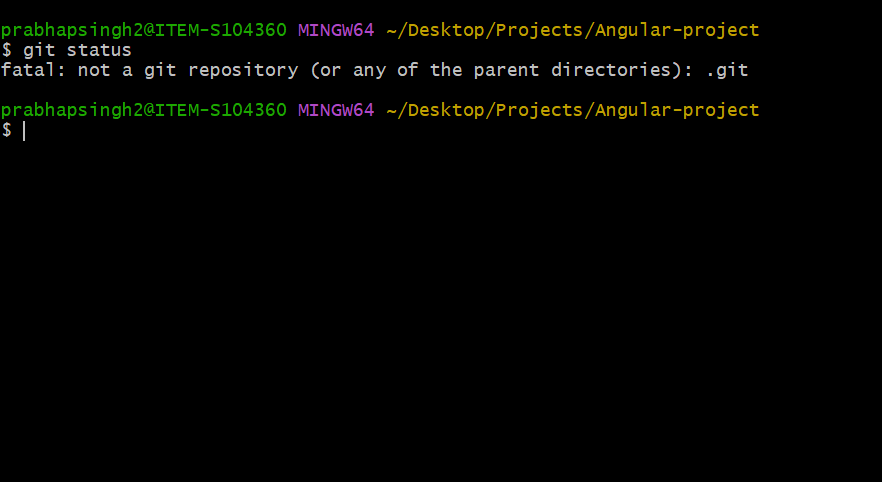 prabhapsingh2@ITEM-S104360 MINGW64 ~/Desktop/Projects/Angular-project
$ git status
fatal: not a git repository (or any of the parent directories): .git
prabhapsingh2@ITEM-S104360 MINGW64 ~/Desktop/Projects/Angular-project
$